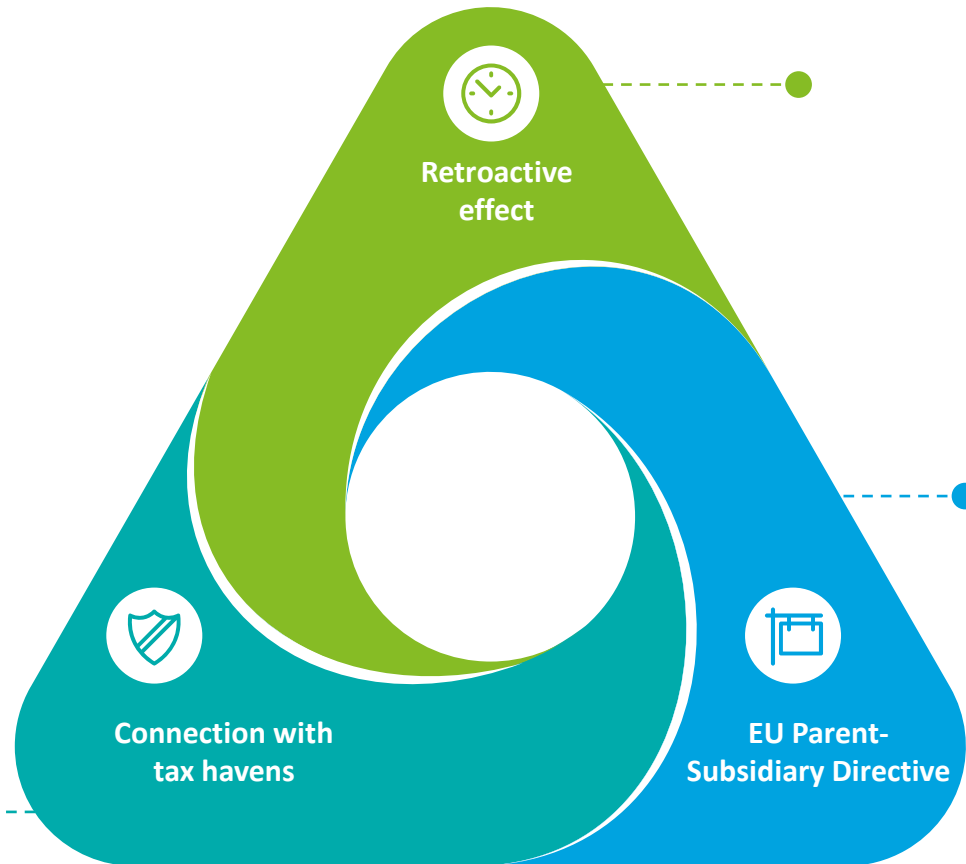 Retroactive
effect
Connection with
tax havens
EU Parent-
Subsidiary Directive